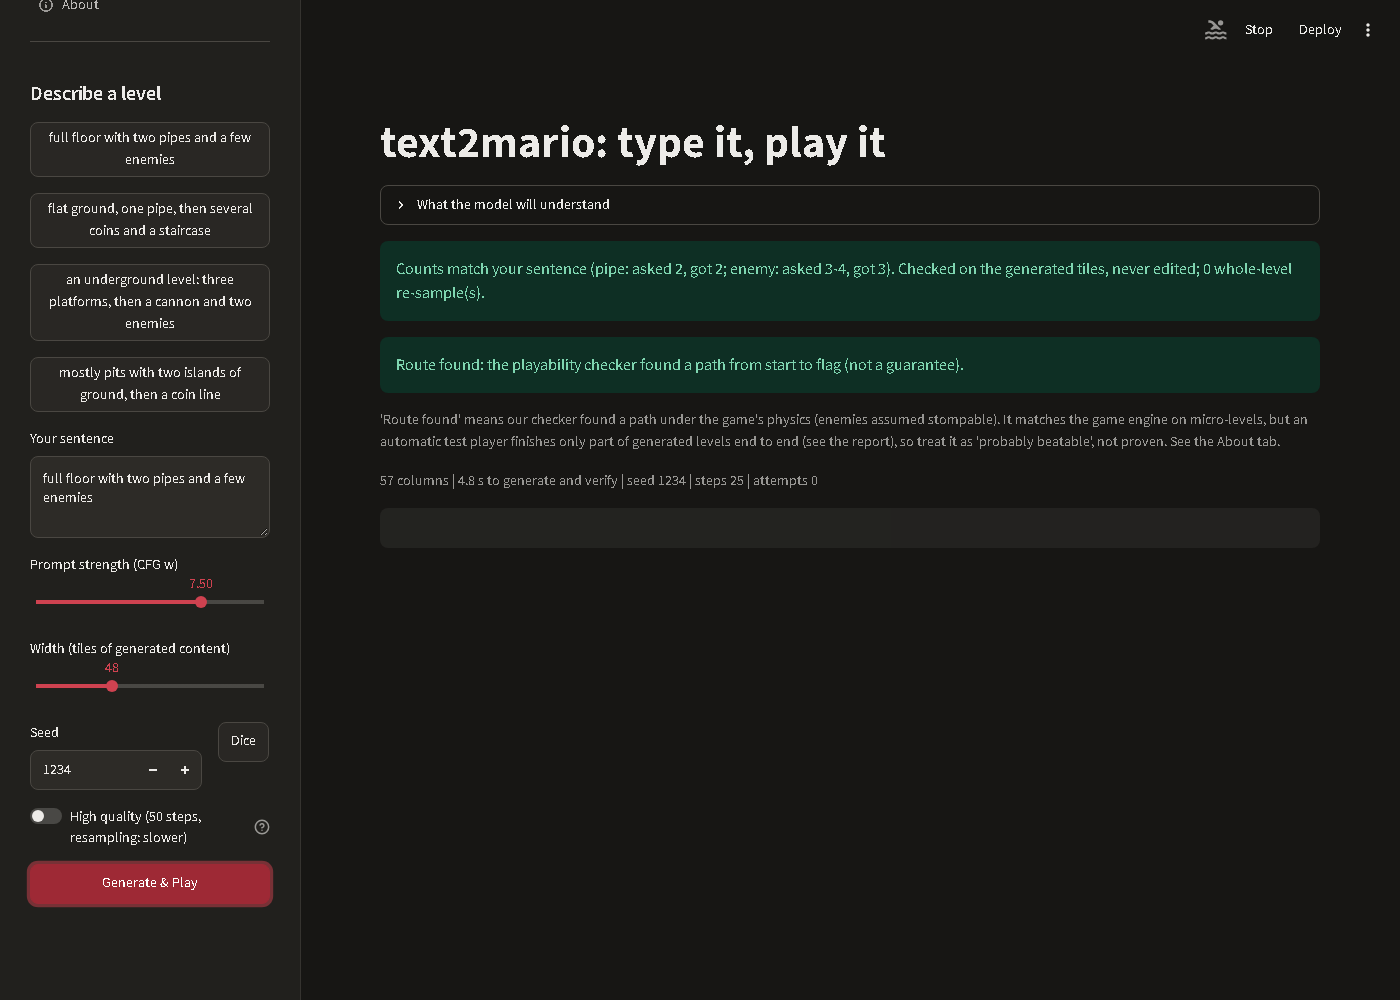 About
Describe a level
full floor with two pipes and a few
enemies
flat ground, one pipe, then several
coins and a staircase
an underground level: three
platforms, then a cannon and two
enemies
mostly pits with two islands of
ground, then a coin line
Your sentence
full floor with two pipes and a few
enemies
Prompt strength (CFG w)
7.50
Width (tiles of generated content)
48
Seed
1234
Dice
High quality (50 steps,
resampling: slower)
Generate & Play
Stop
Deploy
text2mario: type it, play it
What the model will understand
Counts match your sentence (pipe: asked 2, got 2; enemy: asked 3-4, got 3). Checked on the generated tiles, never edited; 0 whole-level
re-sample(s).
Route found: the playability checker found a path from start to flag (not a guarantee).
'Route found' means our checker found a path under the game's physics (enemies assumed stompable). It matches the game engine on micro-levels, but an
automatic test player finishes only part of generated levels end to end (see the report), so treat it as 'probably beatable', not proven. See the About tab.
57 columns | 4.8 s to generate and verify | seed 1234 | steps 25 | attempts 0